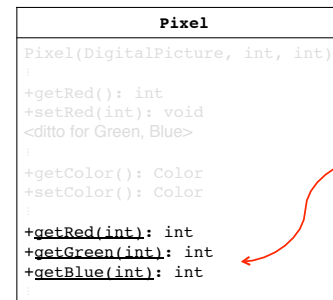 Pixel
Pixel(DigitalPicture, int, int)
+getRed(): int
+setRed(int): void
<ditto for Green, Blue>
+getColor(): Color
+setColor(): Color
+getRed(int): int
+getGreen(int): int
+getBlue(int): int